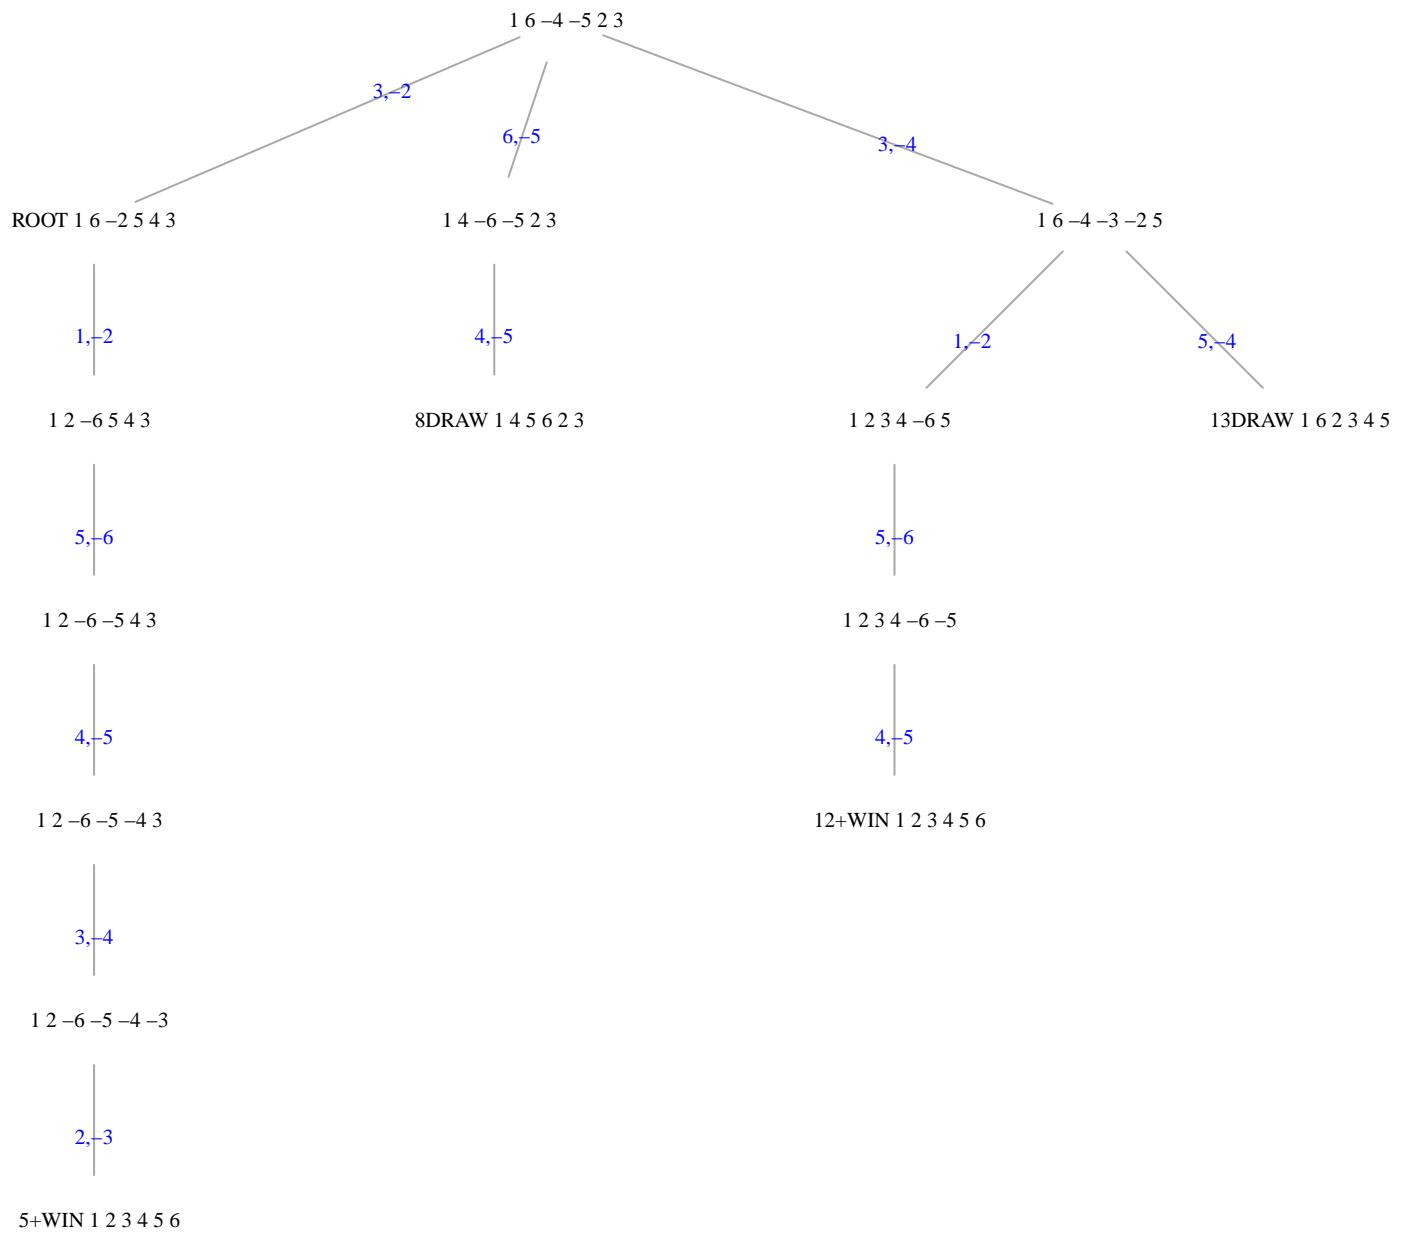 1 6 –4 –5 2 3
3,–2
6,–5
3,–4
ROOT 1 6 –2 5 4 3
1 4 –6 –5 2 3
1 6 –4 –3 –2 5
1,–2
4,–5
1,–2
5,–4
1 2 –6 5 4 3
8DRAW 1 4 5 6 2 3
1 2 3 4 –6 5
13DRAW 1 6 2 3 4 5
5,–6
5,–6
1 2 –6 –5 4 3
1 2 3 4 –6 –5
4,–5
4,–5
1 2 –6 –5 –4 3
12+WIN 1 2 3 4 5 6
3,–4
1 2 –6 –5 –4 –3
2,–3
5+WIN 1 2 3 4 5 6